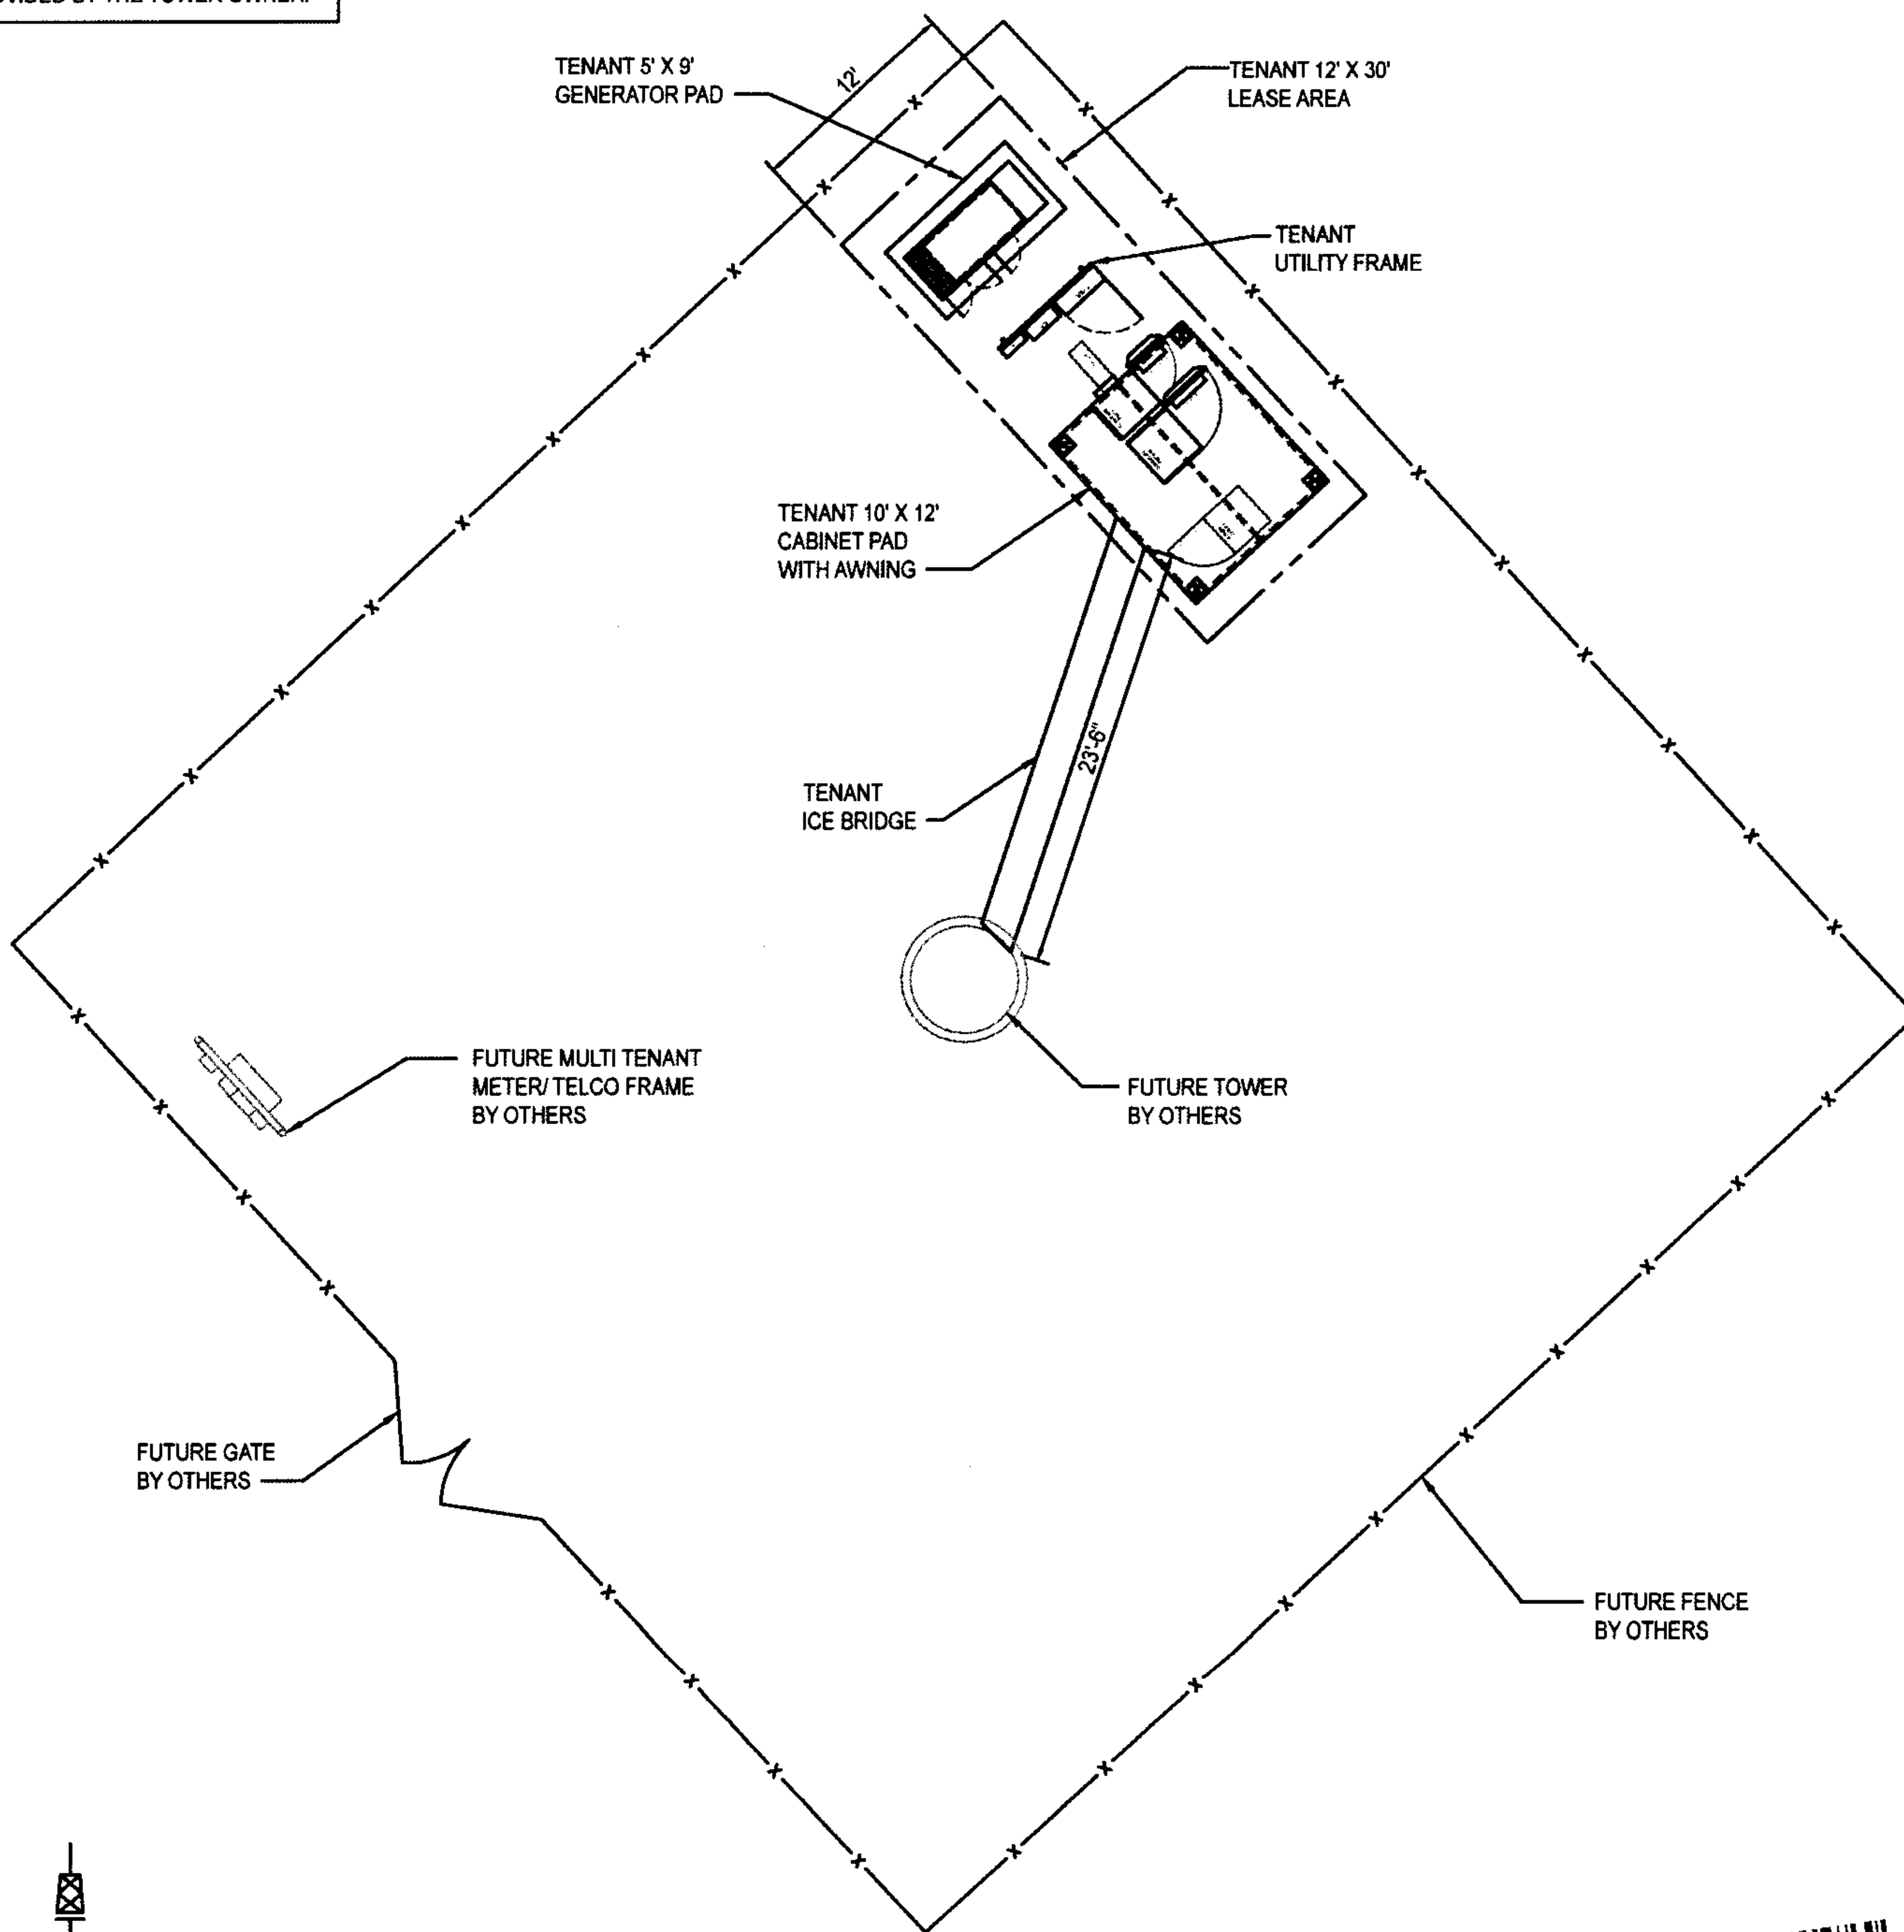 TENANT 5' X 9'
GENERATOR PAD
12'
TENANT 12' X 30'
LEASE AREA
TENANT
UTILITY FRAME
TENANT 10' X 12'
CABINET PAD
WITH AWNING
23'-6"
TENANT
ICE BRIDGE
FUTURE MULTI TENANT
METER/ TELCO FRAME
BY OTHERS
FUTURE TOWER
BY OTHERS
FUTURE GATE
BY OTHERS
FUTURE FENCE
BY OTHERS